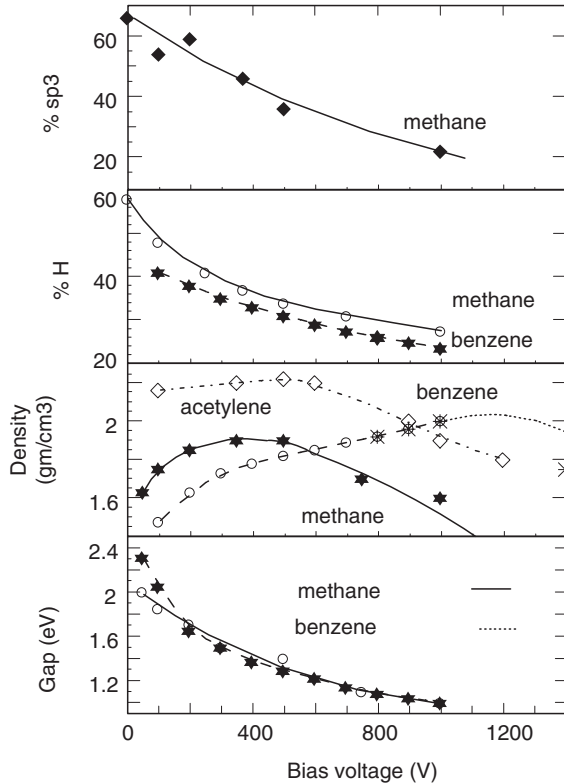 60
40
20
% sp3
methane
60
40
20
% H
methane
benzene
2
1.6
Density
(gm/cm3)
acetylene
benzene
methane
2.4
2
1.6
1.2
Gap (eV)
methane
benzene
0
400
800
1200
Bias voltage (V)